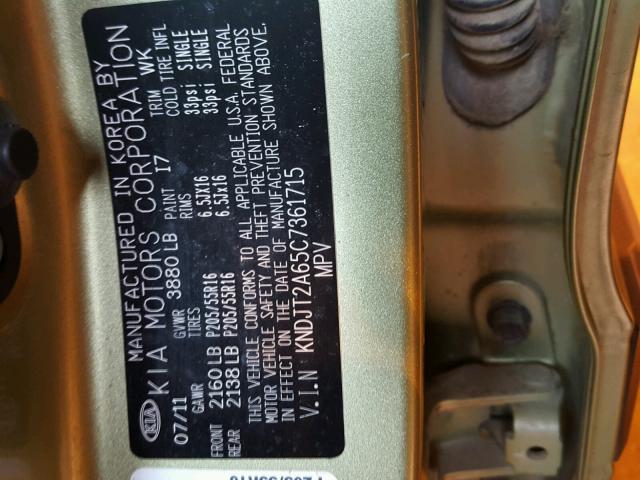 MANUFACTURED IN KOREA BY
KIA KIA MOTORS CORPORATION
07/11 GVWR 3880 LB PAINT I7 TRIM WK
GAWR TIRES RIMS COLD TIRE INFL
FRONT 2160 LB P205/55R16 6.5Jx16 33psi SINGLE
REAR 2138 LB P205/55R16 6.5Jx16 33psi SINGLE
THIS VEHICLE CONFORMS TO ALL APPLICABLE U.S.A. FEDERAL
MOTOR VEHICLE SAFETY AND THEFT PREVENTION STANDARDS
IN EFFECT ON THE DATE OF MANUFACTURE SHOWN ABOVE.
V.I.N KNDJT2A65C7361715
MPV